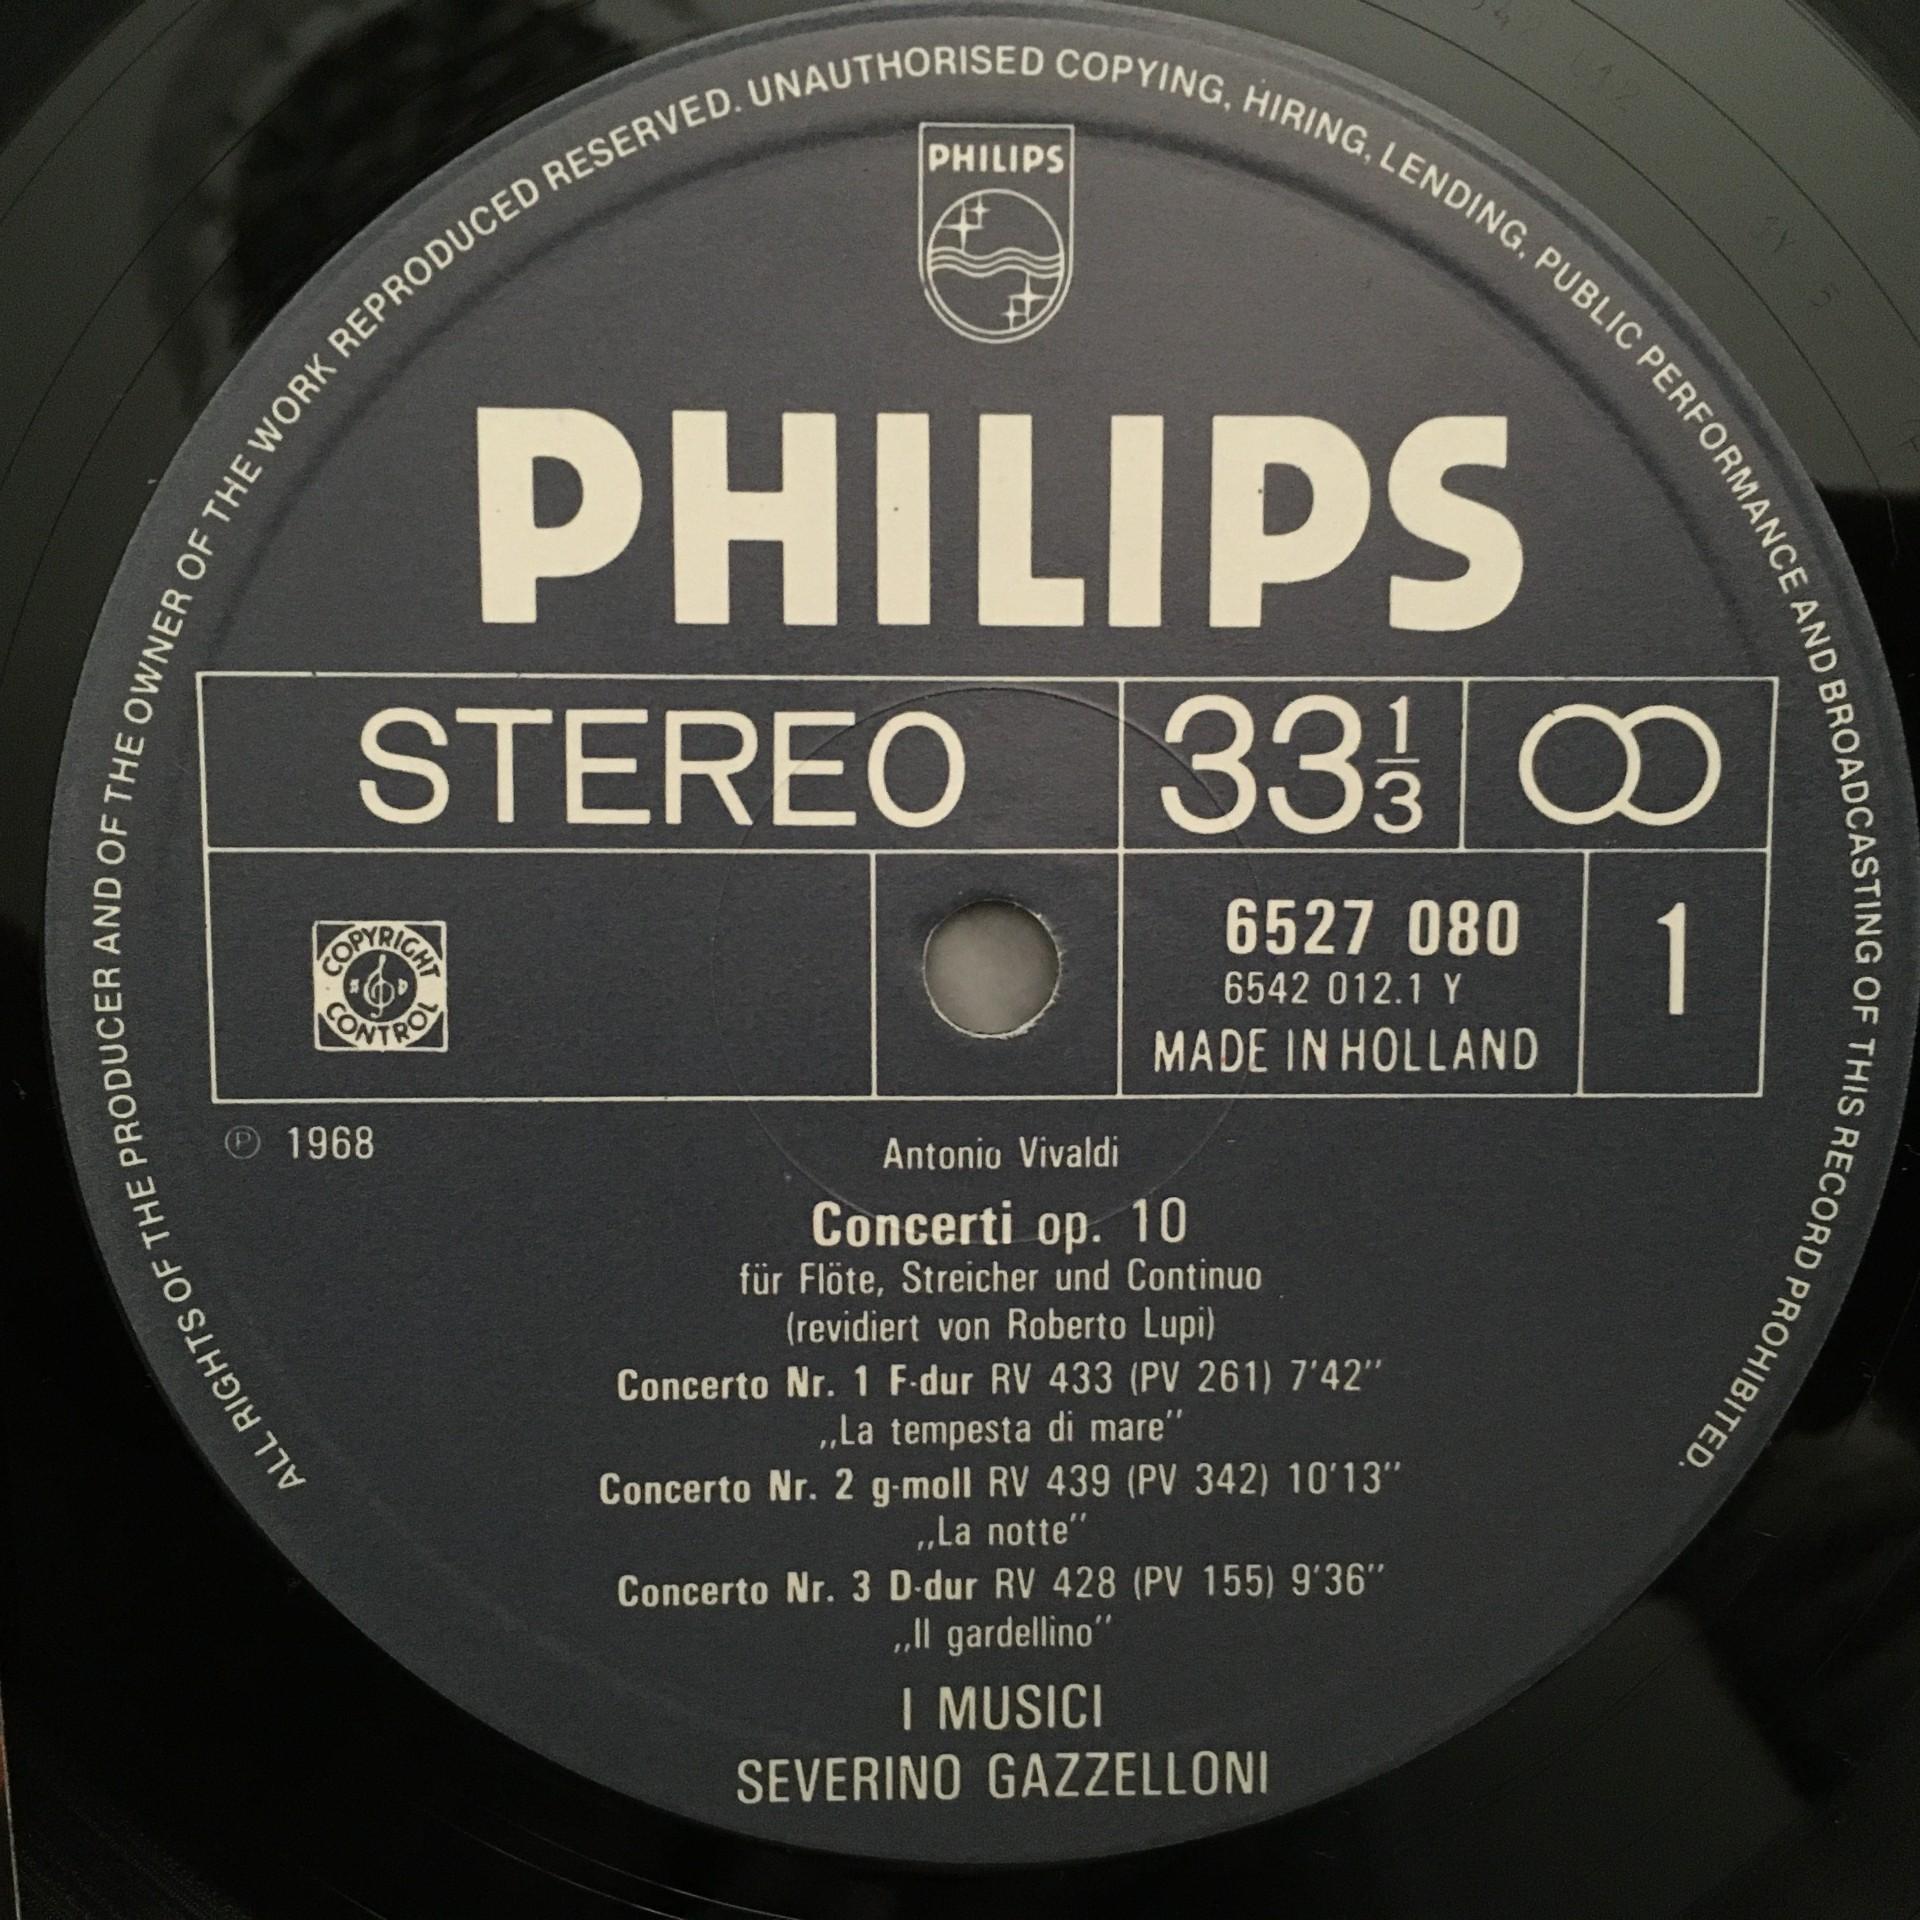 ALL RIGHTS OF THE PRODUCER AND OF THE OWNER OF THE WORK REPRODUCED RESERVED. UNAUTHORISED COPYING, HIRING, LENDING, PUBLIC PERFORMANCE AND BROADCASTING OF THIS RECORD PROHIBITED.
PHILIPS
PHILIPS
STEREO 33 1/3
COPYRIGHT CONTROL
6527 080 1
6542 012.1 Y
MADE IN HOLLAND
Ⓟ 1968
Antonio Vivaldi
Concerti op. 10
für Flöte, Streicher und Continuo
(revidiert von Roberto Lupi)
Concerto Nr. 1 F-dur RV 433 (PV 261) 7'42''
,,La tempesta di mare''
Concerto Nr. 2 g-moll RV 439 (PV 342) 10'13''
,,La notte''
Concerto Nr. 3 D-dur RV 428 (PV 155) 9'36''
,,Il gardellino''
I MUSICI
SEVERINO GAZZELLONI